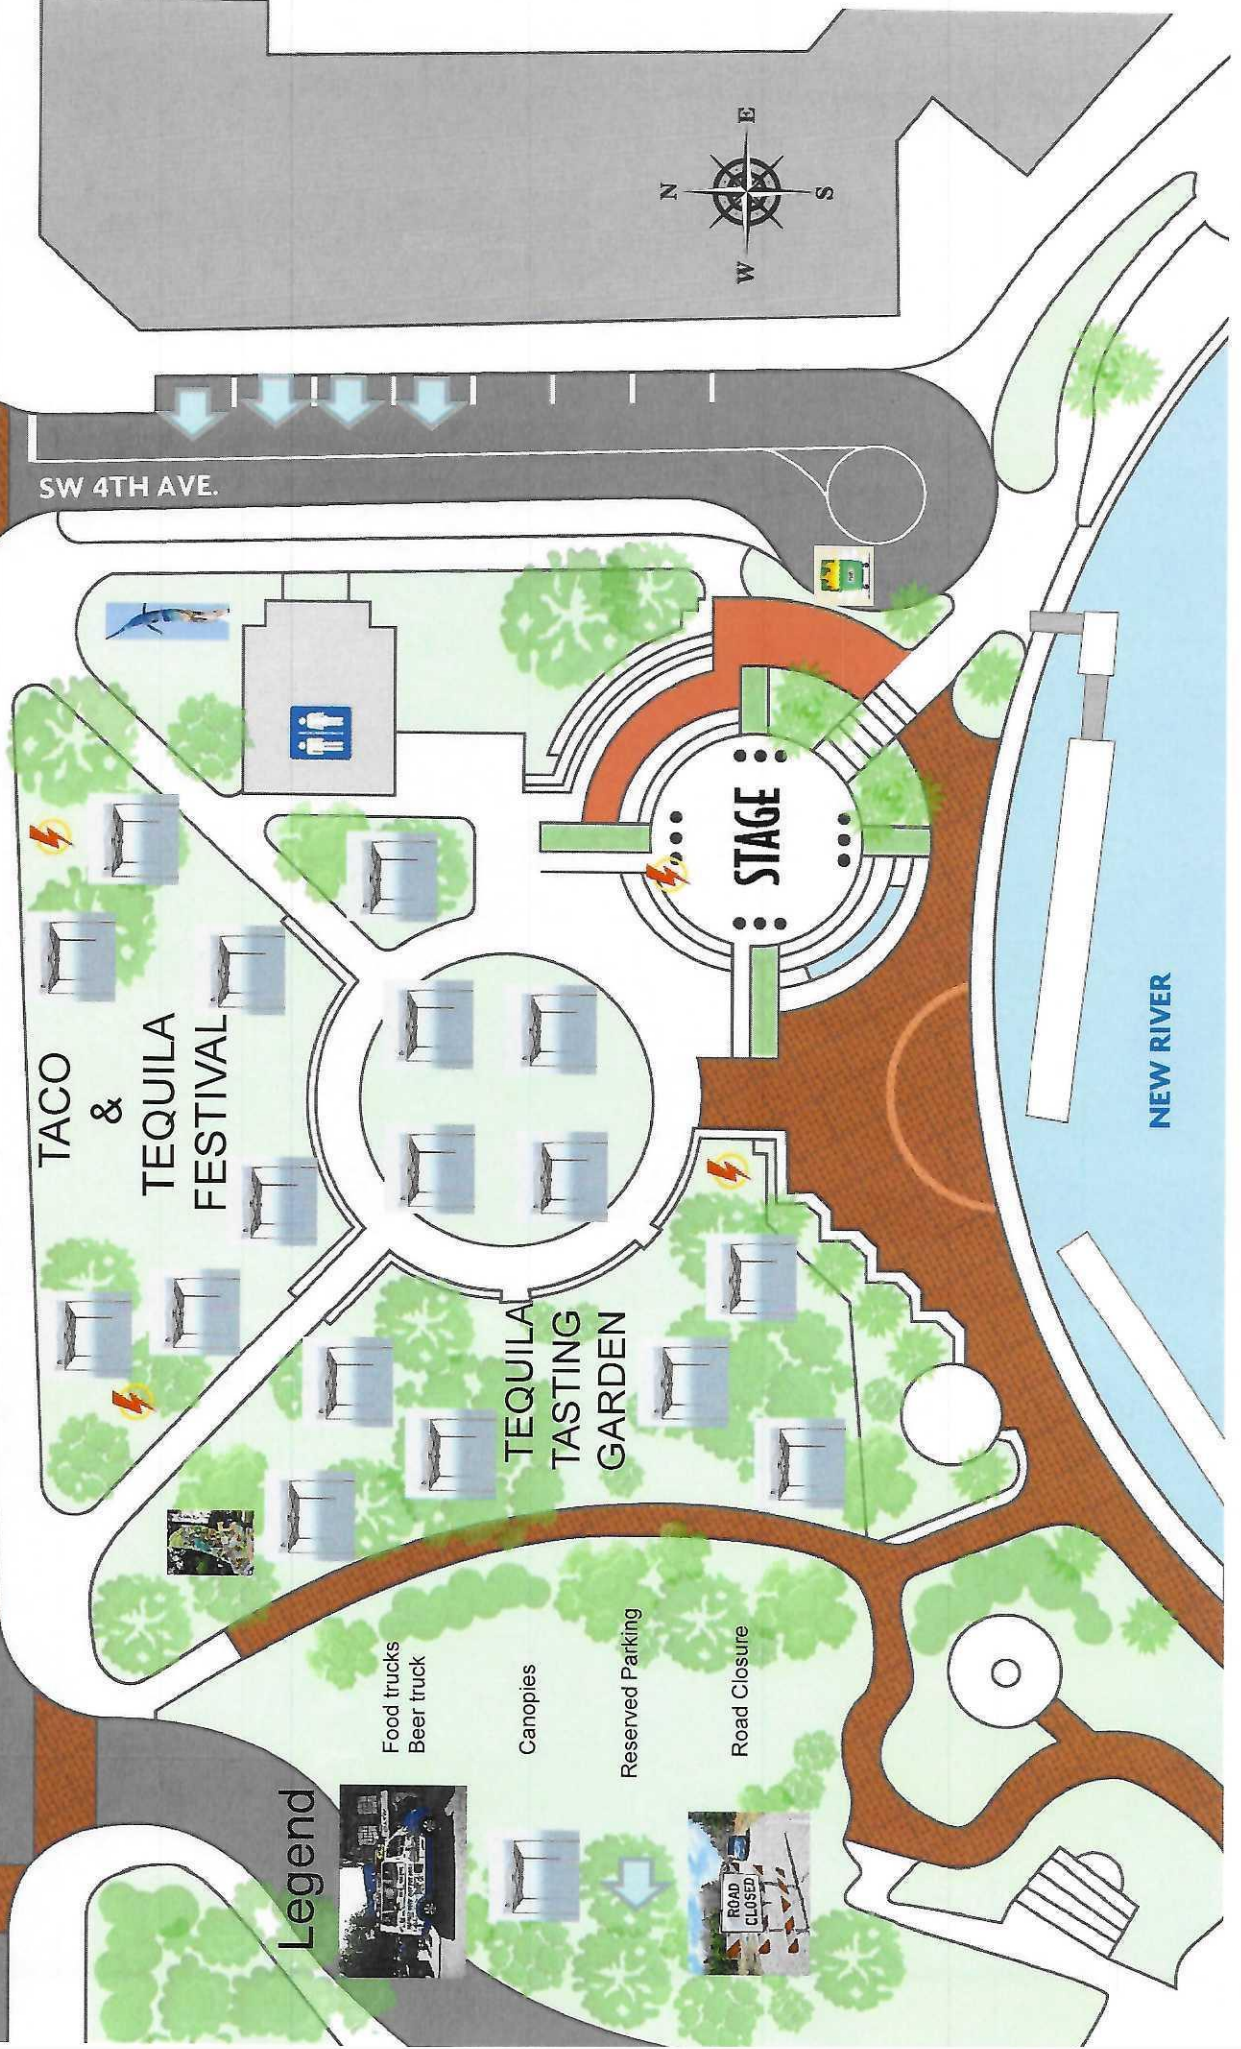 N
E
S
W
SW 4TH AVE.
TACO
&
TEQUILA
FESTIVAL
STAGE
NEW RIVER
TEQUILA
TASTING
GARDEN
Legend
Food trucks
Beer truck
Canopies
Reserved Parking
Road Closure
ROAD
CLOSED